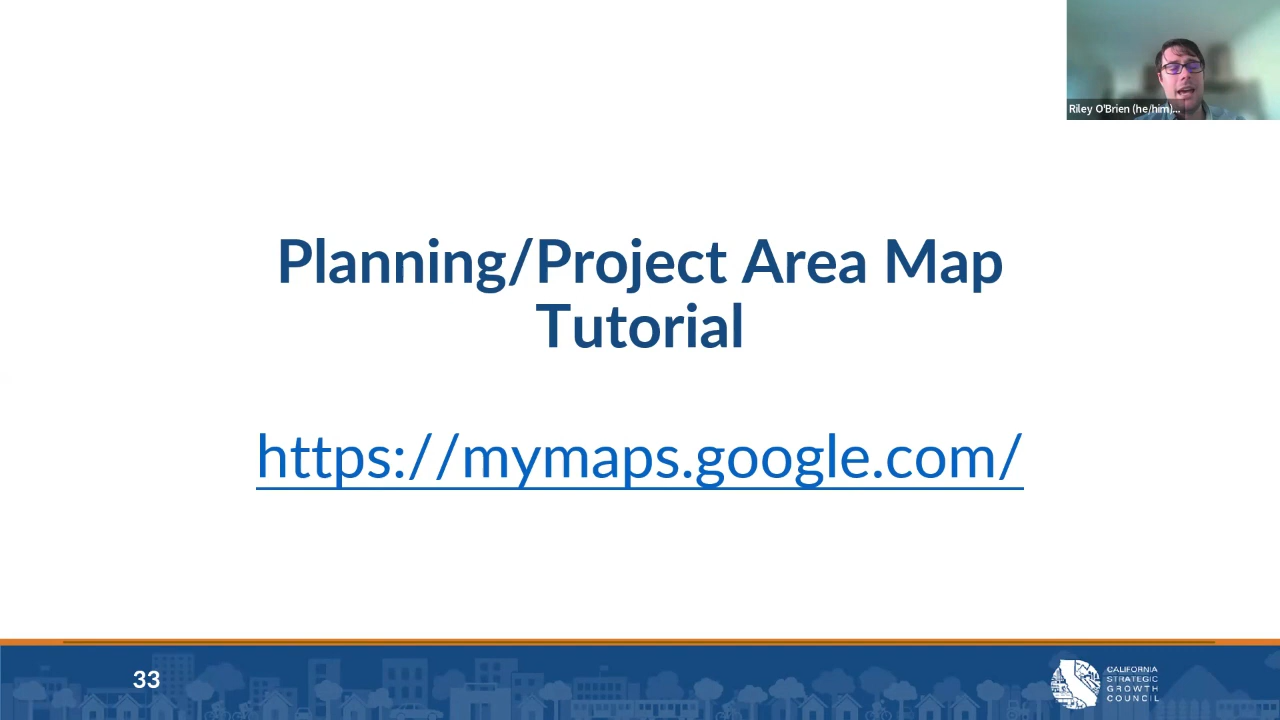 Riley O'Brien (he/him)...
Planning/Project Area Map
Tutorial
https://mymaps.google.com/
33
CALIFORNIA
STRATEGIC
GROWTH
COUNCIL